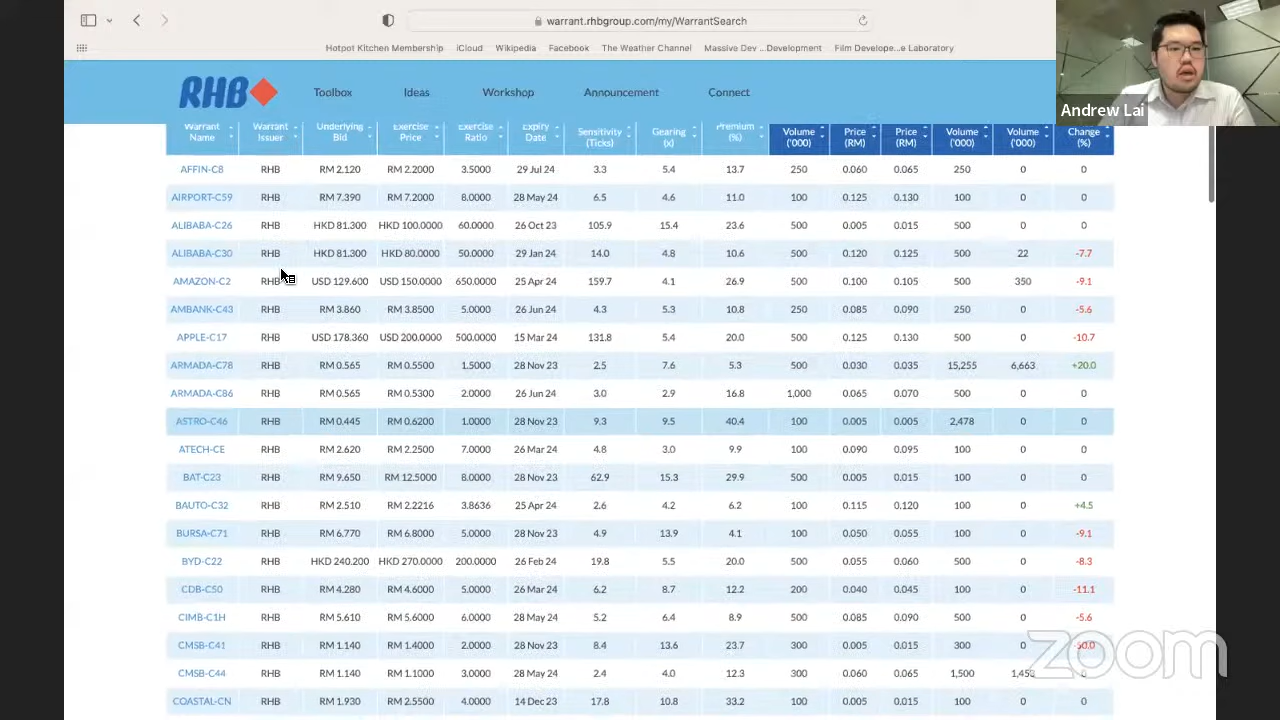 warrant.rhbgroup.com/my/WarrantSearch
Hotpot Kitchen Membership iCloud Wikipedia Facebook The Weather Channel Massive Dev ...Development Film Develope...e Laboratory
Andrew Lai
RHB Toolbox Ideas Workshop Announcement Connect
Warrant Name Warrant Issuer Underlying Bid Exercise Price Exercise Ratio Expiry Date Sensitivity (Ticks) Gearing (x) Premium (%) Volume ('000) Price (RM) Price (RM) Volume ('000) Volume ('000) Change (%)
AFFIN-C8 RHB RM 2.120 RM 2.2000 3.5000 29 Jul 24 3.3 5.4 13.7 250 0.060 0.065 250 0 0
AIRPORT-C59 RHB RM 7.390 RM 7.2000 8.0000 28 May 24 6.5 4.6 11.0 100 0.125 0.130 500 0 0
ALIBABA-C26 RHB HKD 81.300 HKD 100.0000 60.0000 26 Oct 23 105.9 15.4 23.6 500 0.005 0.015 500 0 0
ALIBABA-C30 RHB HKD 81.300 HKD 80.0000 50.0000 29 Jan 24 14.0 4.8 10.6 500 0.120 0.125 500 22 -7.7
AMAZON-C2 RHB USD 129.600 USD 150.0000 650.0000 25 Apr 24 159.7 4.1 26.9 500 0.100 0.105 500 350 -9.1
AMBANK-C43 RHB RM 3.860 RM 3.8500 5.0000 26 Jun 24 4.3 5.3 10.8 250 0.085 0.090 250 0 -5.6
APPLE-C17 RHB USD 178.360 USD 200.0000 500.0000 15 Mar 24 131.8 5.4 20.0 500 0.125 0.130 500 0 -10.7
ARMADA-C78 RHB RM 0.565 RM 0.5500 1.5000 28 Nov 23 2.5 7.6 5.3 500 0.030 0.035 15,255 6,663 +20.0
ARMADA-C86 RHB RM 0.565 RM 0.5300 2.0000 26 Jun 24 3.0 2.9 16.8 1,000 0.065 0.070 500 0 0
ASTRO-C46 RHB RM 0.445 RM 0.6200 1.0000 28 Nov 23 9.3 9.5 40.4 100 0.005 0.005 2,478 0 0
ATECH-CE RHB RM 2.620 RM 2.2500 7.0000 26 Mar 24 4.8 3.0 9.9 100 0.090 0.095 100 0 0
BAT-C23 RHB RM 9.650 RM 12.5000 8.0000 28 Nov 23 62.9 15.3 29.9 500 0.005 0.015 500 0 0
BAUTO-C32 RHB RM 2.510 RM 2.2216 3.8636 25 Apr 24 2.6 4.2 6.2 100 0.115 0.120 100 0 +4.5
BURSA-C71 RHB RM 6.770 RM 6.8000 5.0000 28 Nov 23 4.9 13.9 4.1 100 0.050 0.055 100 0 -9.1
BYD-C22 RHB HKD 240.200 HKD 270.0000 200.0000 26 Feb 24 19.8 5.5 20.0 500 0.055 0.060 500 0 -8.3
CDB-C50 RHB RM 4.280 RM 4.6000 5.0000 26 Mar 24 6.2 8.7 12.2 200 0.040 0.045 100 0 -11.1
CIMB-C1H RHB RM 5.610 RM 5.6000 6.0000 28 May 24 5.2 6.4 8.9 500 0.085 0.090 500 0 -5.6
CMSB-C41 RHB RM 1.140 RM 1.4000 2.0000 28 Nov 23 8.4 13.6 23.7 300 0.005 0.015 300 0
CMSB-C44 RHB RM 1.140 RM 1.1000 3.0000 28 May 24 2.4 4.0 12.3 300 0.060 0.065 1,500 0
COASTAL-CN RHB RM 1.930 RM 2.5500 4.0000 14 Dec 23 17.8 10.8 33.2 100 0.005 0.015 100 0 0
zoom